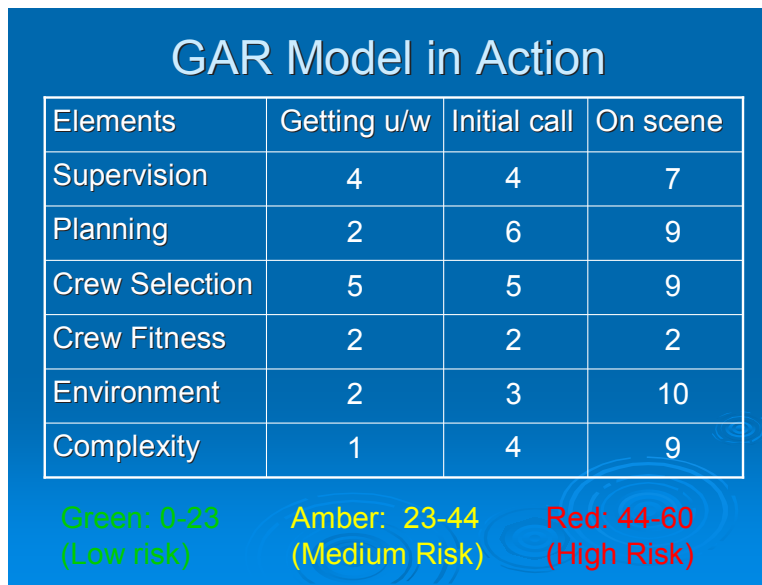 GAR Model in Action
Elements Getting u/w Initial call On scene
Supervision 4 4 7
Planning 2 6 9
Crew Selection 5 5 9
Crew Fitness 2 2 2
Environment 2 3 10
Complexity 1 4 9
Green: 0-23 Amber: 23-44 Red: 44-60
(Low risk) (Medium Risk) (High Risk)